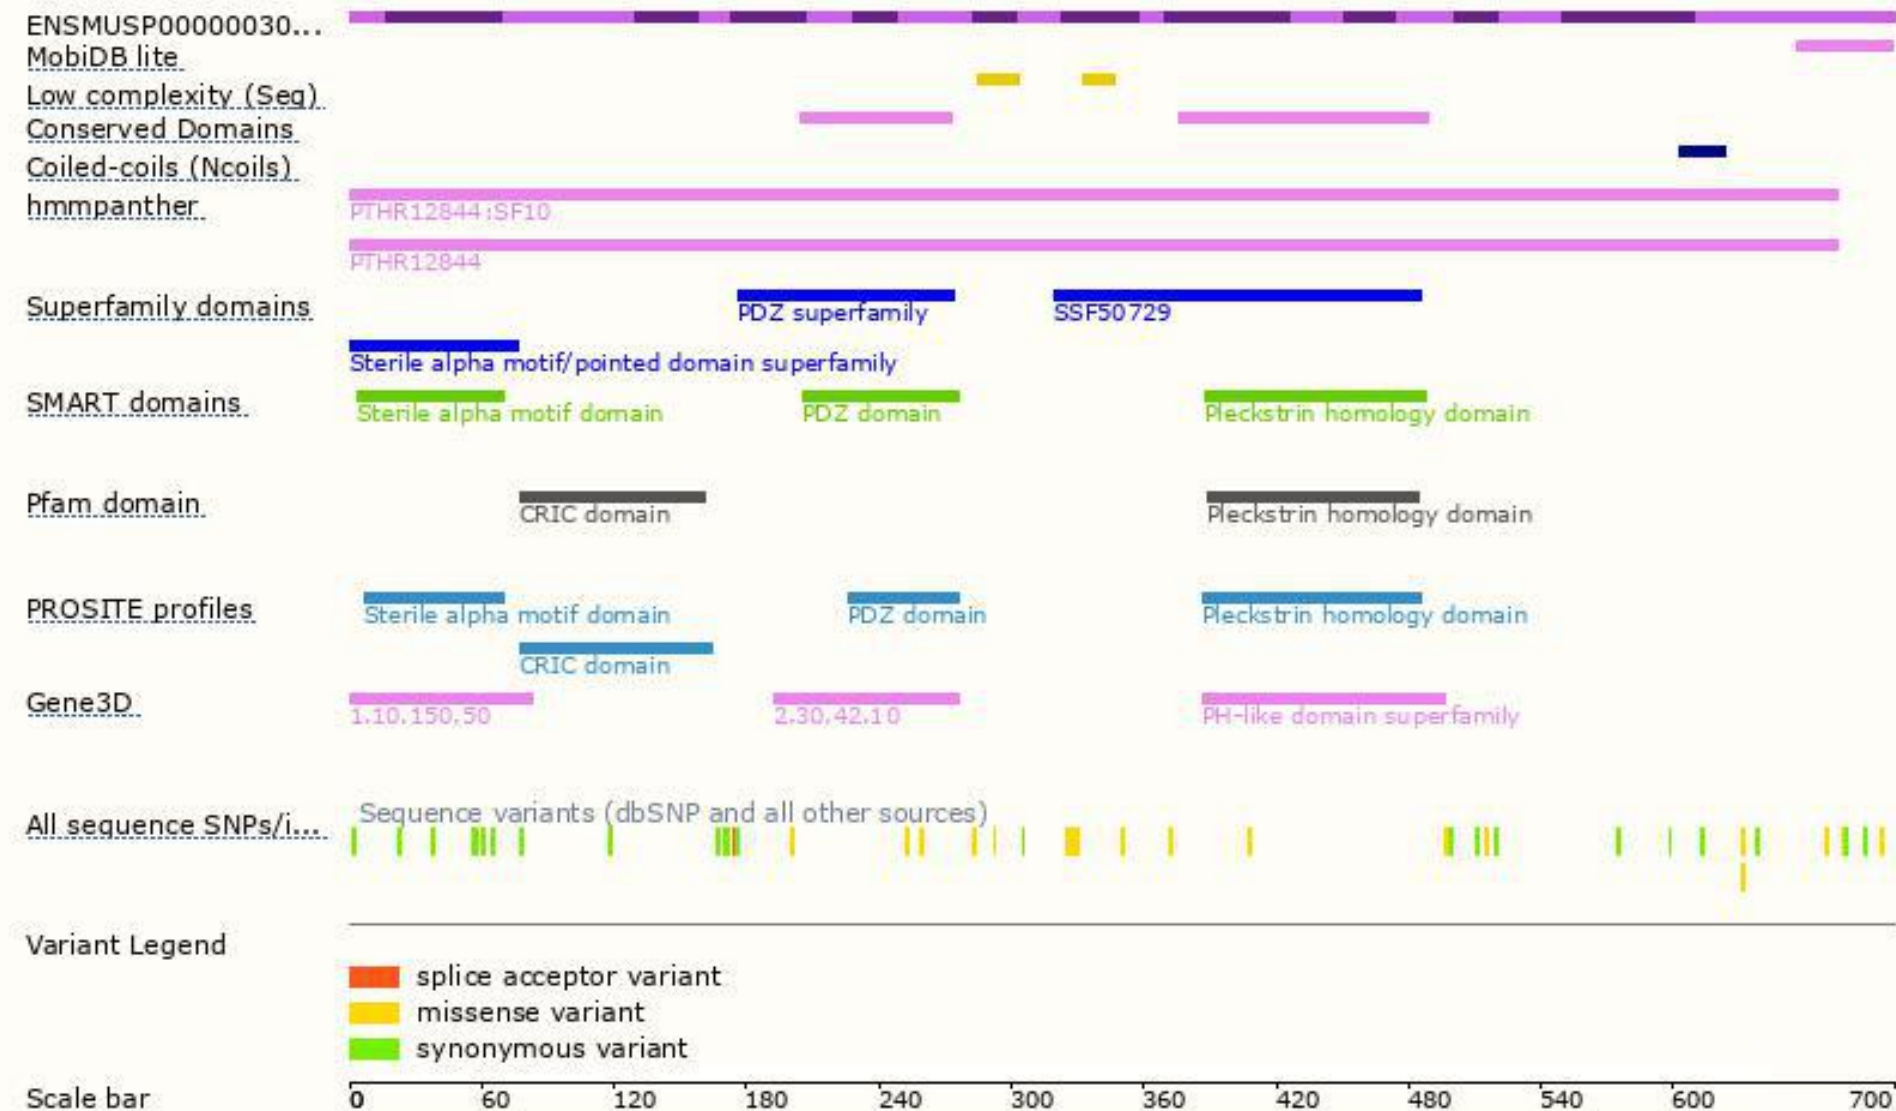 ENSMUSP00000030...
MobiDB lite
Low complexity (Seg)
Conserved Domains
Coiled-coils (Ncoils)
hmmpanther
PTHR12844:SF10
PTHR12844
Superfamily domains
PDZ superfamily
SSF50729
Sterile alpha motif/pointed domain superfamily
SMART domains
Sterile alpha motif domain
PDZ domain
Pleckstrin homology domain
Pfam domain
CRIC domain
Pleckstrin homology domain
PROSITE profiles
Sterile alpha motif domain
PDZ domain
Pleckstrin homology domain
CRIC domain
Gene3D
1.10.150.50
2.30.42.10
PH-like domain superfamily
Sequence variants (dbSNP and all other sources)
All sequence SNPs/i...
Variant Legend
splice acceptor variant
missense variant
synonymous variant
Scale bar
0 60 120 180 240 300 360 420 480 540 600 700